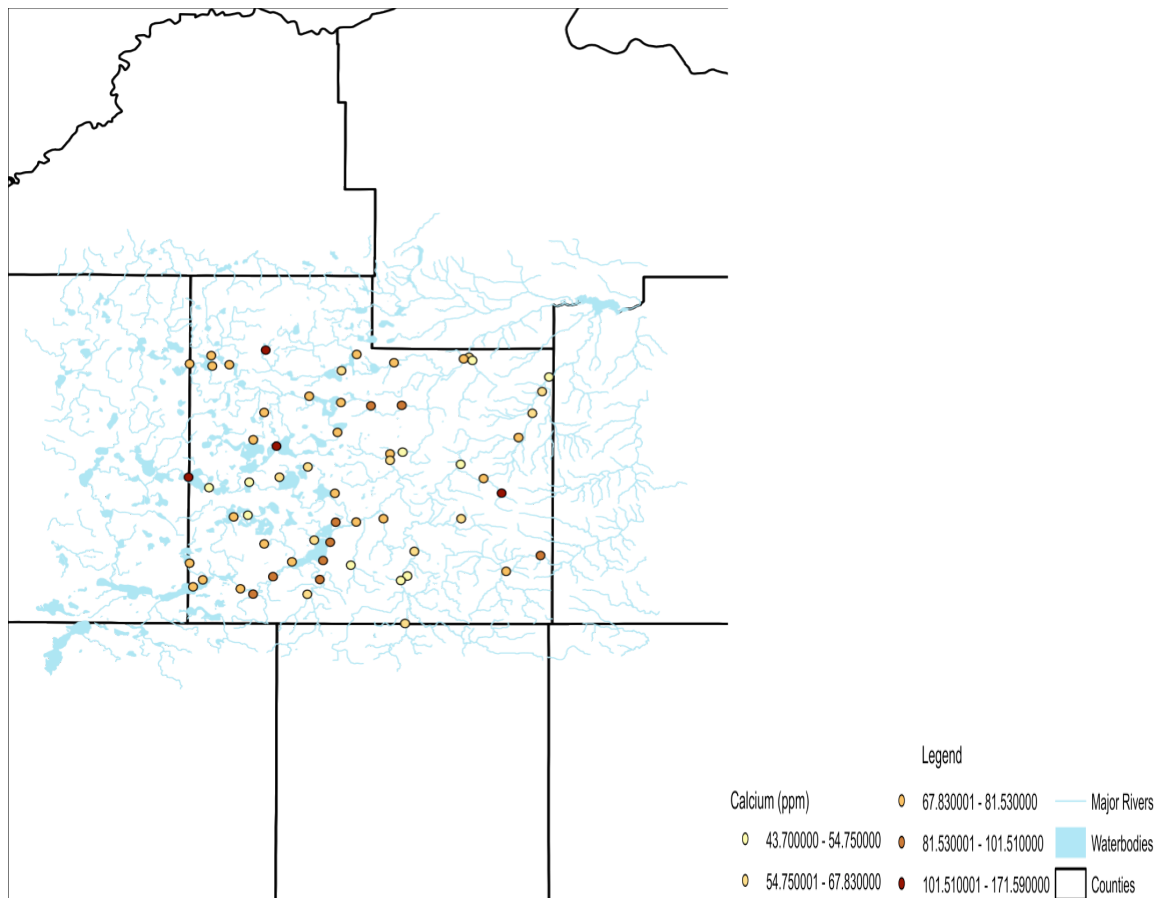 Legend
Calcium (ppm)
43.700000 - 54.750000
54.750001 - 67.830000
67.830001 - 81.530000
81.530001 - 101.510000
101.510001 - 171.590000
Major Rivers
Waterbodies
Counties